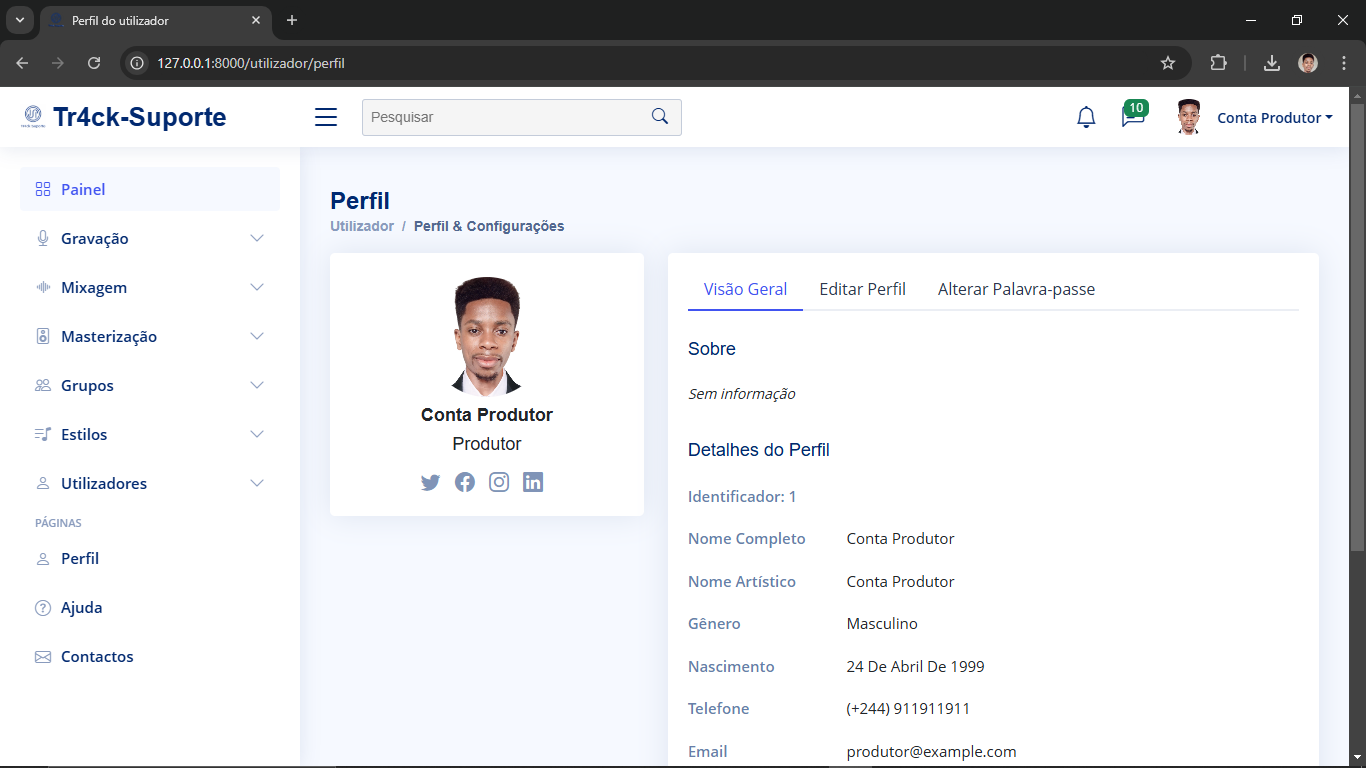 Perfil do utilizador
127.0.0.1:8000/utilizador/perfil
Tr4ck-Suporte
Pesquisar
10
Conta Produtor
Painel
Gravação
Mixagem
Masterização
Grupos
Estilos
Utilizadores
PÁGINAS
Perfil
Ajuda
Contactos
Perfil
Utilizador / Perfil & Configurações
Conta Produtor
Produtor
Visão Geral Editar Perfil Alterar Palavra-passe
Sobre
Sem informação
Detalhes do Perfil
Identificador: 1
Nome Completo Conta Produtor
Nome Artístico Conta Produtor
Gênero Masculino
Nascimento 24 De Abril De 1999
Telefone (+244) 911911911
Email produtor@example.com